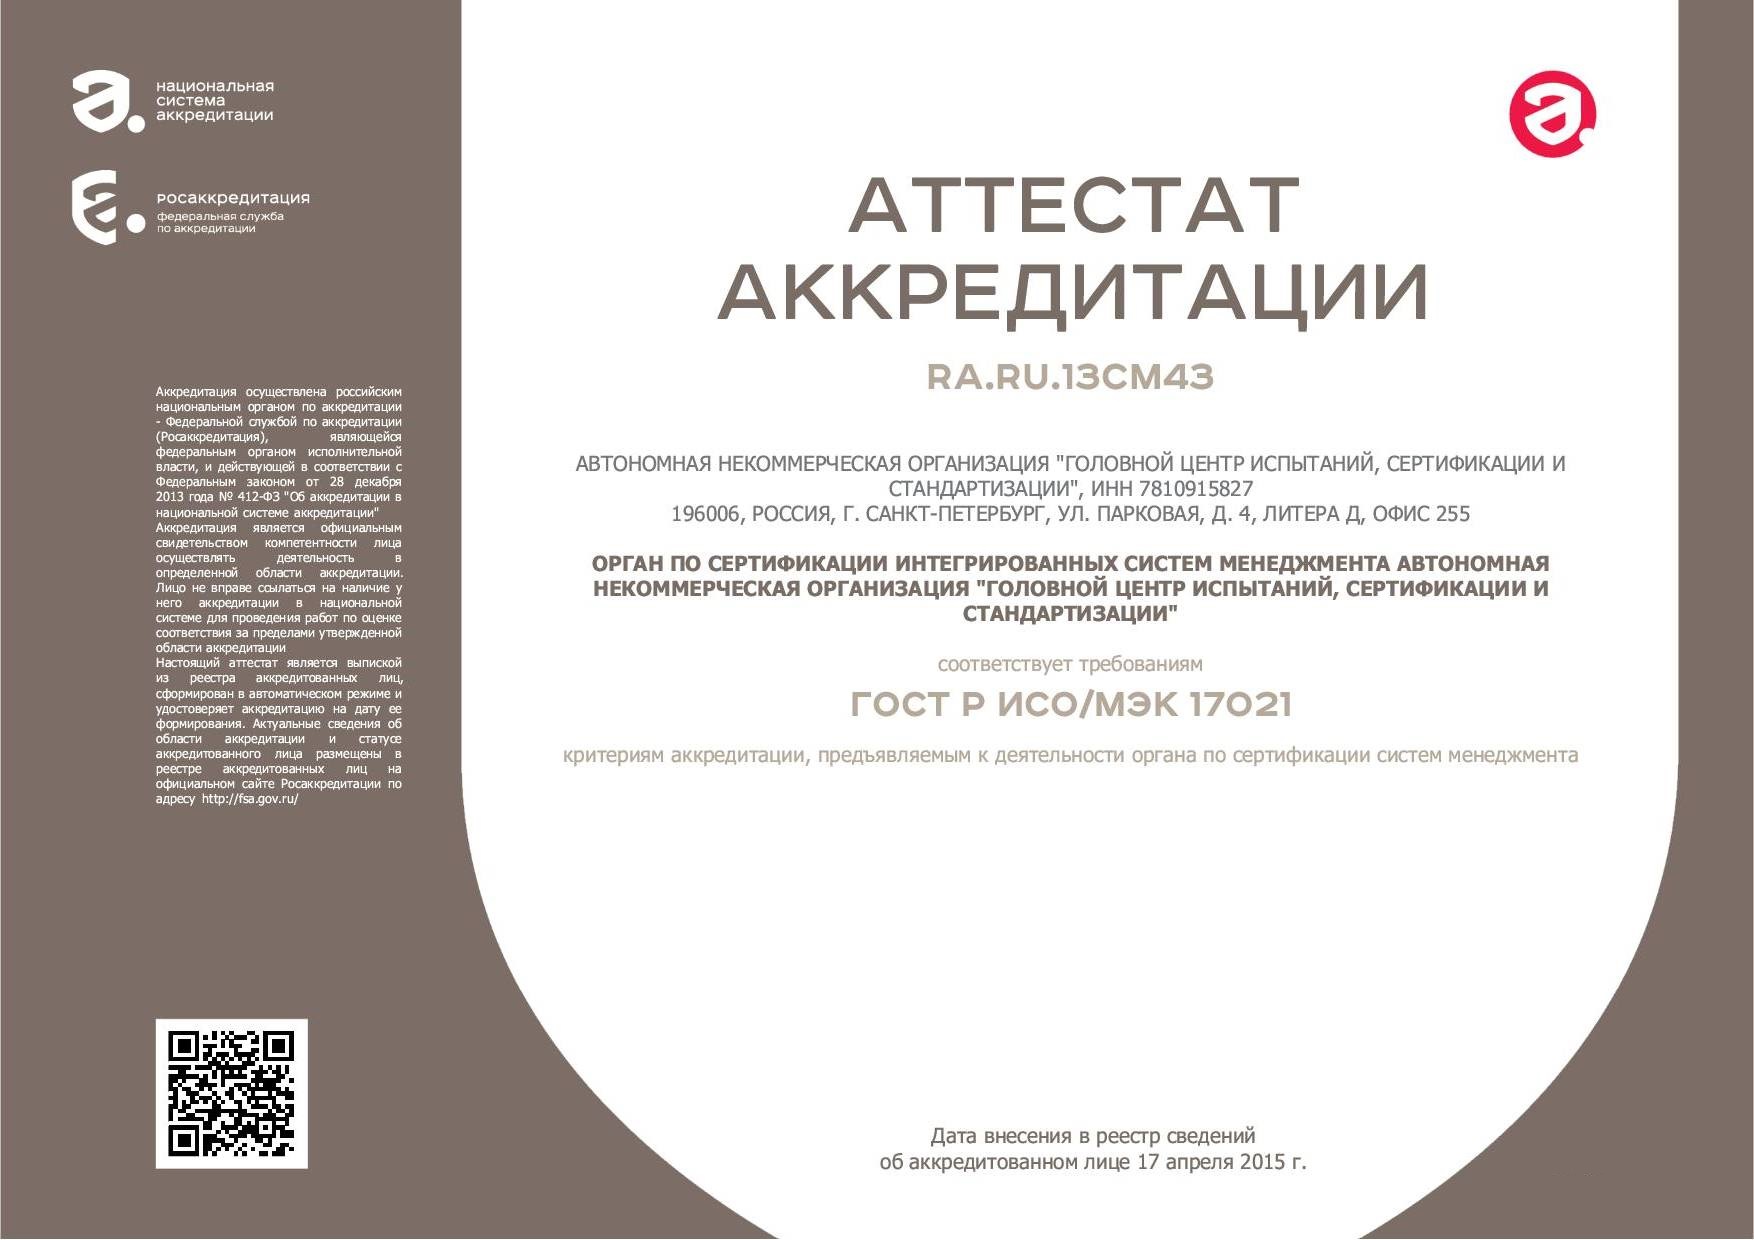 национальная
система
аккредитации
росаккредитация
федеральная служба
по аккредитации
Аккредитация осуществлена российским
национальным органом по аккредитации
- Федеральной службой по аккредитации
(Росаккредитация), являющейся
федеральным органом исполнительной
власти, и действующей в соответствии с
Федеральным законом от 28 декабря
2013 года № 412-ФЗ "Об аккредитации в
национальной системе аккредитации"
Аккредитация является официальным
свидетельством компетентности лица
осуществлять деятельность в
определенной области аккредитации.
Лицо не вправе ссылаться на наличие у
него аккредитации в национальной
системе для проведения работ по оценке
соответствия за пределами утвержденной
области аккредитации
Настоящий аттестат является выпиской
из реестра аккредитованных лиц,
сформирован в автоматическом режиме и
удостоверяет аккредитацию на дату ее
формирования. Актуальные сведения об
области аккредитации и статусе
аккредитованного лица размещены в
реестре аккредитованных лиц на
официальном сайте Росаккредитации по
адресу http://fsa.gov.ru/
АТТЕСТАТ
АККРЕДИТАЦИИ
RA.RU.13СМ43
АВТОНОМНАЯ НЕКОММЕРЧЕСКАЯ ОРГАНИЗАЦИЯ "ГОЛОВНОЙ ЦЕНТР ИСПЫТАНИЙ, СЕРТИФИКАЦИИ И
СТАНДАРТИЗАЦИИ", ИНН 7810915827
196006, РОССИЯ, Г. САНКТ-ПЕТЕРБУРГ, УЛ. ПАРКОВАЯ, Д. 4, ЛИТЕРА Д, ОФИС 255
ОРГАН ПО СЕРТИФИКАЦИИ ИНТЕГРИРОВАННЫХ СИСТЕМ МЕНЕДЖМЕНТА АВТОНОМНАЯ
НЕКОММЕРЧЕСКАЯ ОРГАНИЗАЦИЯ "ГОЛОВНОЙ ЦЕНТР ИСПЫТАНИЙ, СЕРТИФИКАЦИИ И
СТАНДАРТИЗАЦИИ"
соответствует требованиям
ГОСТ Р ИСО/МЭК 17021
критериям аккредитации, предъявляемым к деятельности органа по сертификации систем менеджмента
Дата внесения в реестр сведений
об аккредитованном лице 17 апреля 2015 г.